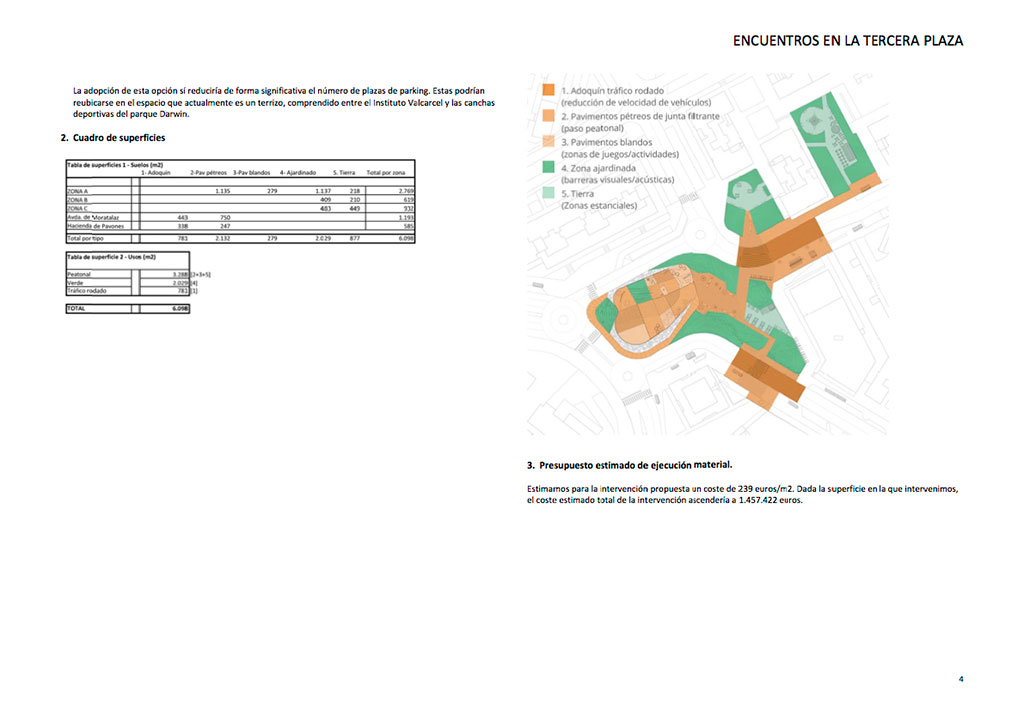 ENCUENTROS EN LA TERCERA PLAZA
La adopción de esta opción sí reduciría de forma significativa el número de plazas de parking. Estas podrían
reubicarse en el espacio que actualmente es un terrizo, comprendido entre el Instituto Valcarcel y las canchas
deportivas del parque Darwin.
2. Cuadro de superficies
Tabla de superficies 1 - Suelos (m2)
1- Adoquín 2-Pav pétreos 3-Pav blandos 4- Ajardinado 5. Tierra Total por zona
ZONA A 1.135 279 1.137 218 2.769
ZONA B 409 210 619
ZONA C 483 449 932
Avda. de Moratalaz 443 750 1.193
Hacienda de Pavones 338 247 585
Total por tipo 781 2.132 279 2.029 877 6.098
Tabla de superficie 2 - Usos (m2)
Peatonal 3.288 [2+3+5]
Verde 2.029 [4]
Tráfico rodado 781 [1]
TOTAL 6.098
1. Adoquín tráfico rodado
(reducción de velocidad de vehículos)
2. Pavimentos pétreos de junta filtrante
(paso peatonal)
3. Pavimentos blandos
(zonas de juegos/actividades)
4. Zona ajardinada
(barreras visuales/acústicas)
5. Tierra
(Zonas estanciales)
3. Presupuesto estimado de ejecución material.
Estimamos para la intervención propuesta un coste de 239 euros/m2. Dada la superficie en la que intervenimos,
el coste estimado total de la intervención ascendería a 1.457.422 euros.
4